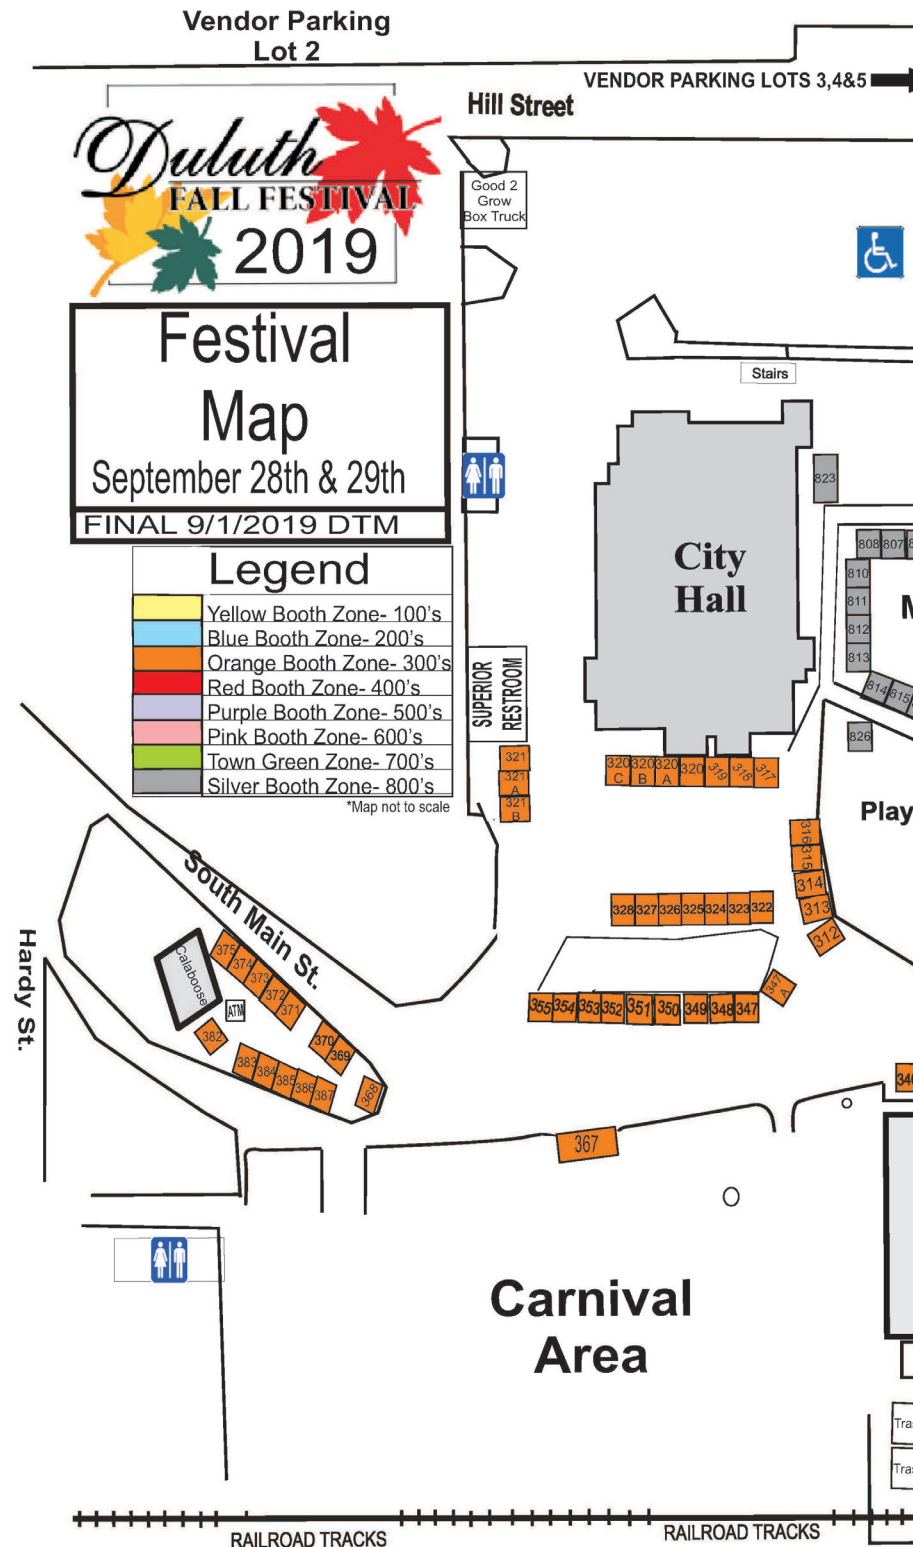 Vendor Parking
Lot 2
VENDOR PARKING LOTS 3,4&5
Hill Street
Duluth
FALL FESTIVAL
2019
Good 2
Grow
Box Truck
Festival
Map
September 28th & 29th
FINAL 9/1/2019 DTM
Stairs
Legend
Yellow Booth Zone- 100's
Blue Booth Zone- 200's
Orange Booth Zone- 300's
Red Booth Zone- 400's
Purple Booth Zone- 500's
Pink Booth Zone- 600's
Town Green Zone- 700's
Silver Booth Zone- 800's
*Map not to scale
City
Hall
823
808 807
810
811
812
813
814 815
826
SUPERIOR
RESTROOM
321
321
A
321
B
320
C
320
B
320
A
320 319 318 317
Play
316
315
314
313
312
328 327 326 325 324 323 322
347
A
355 354 353 352 351 350 349 348 347
South Main St.
Hardy St.
Calaboose
ATM
375 374 373 372 371
370 369
368
382
383 384 385 386 387
367
Carnival
Area
Tra
Tra
RAILROAD TRACKS
RAILROAD TRACKS